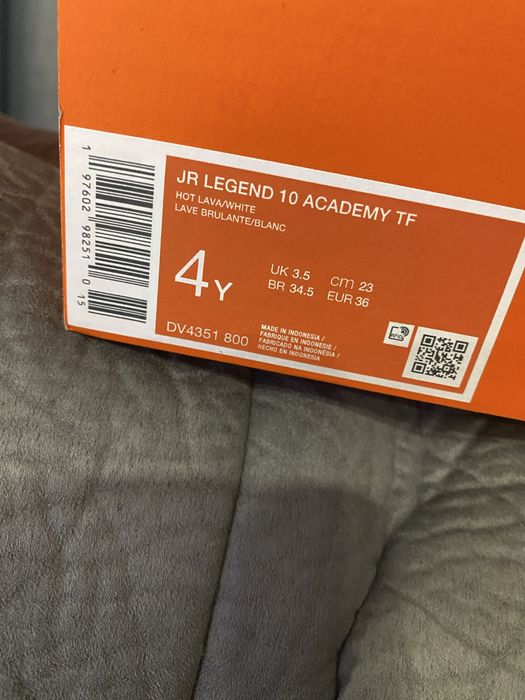 JR LEGEND 10 ACADEMY TF
HOT LAVA/WHITE
LAVE BRULANTE/BLANC
4Y
UK 3.5 cm 23
BR 34.5 EUR 36
DV4351 800
MADE IN INDONESIA /
FABRIQUE EN INDONESIE /
FABRICADO NA INDONÉSIA /
HECHO EN INDONESIA
1 97602 98251 0 15